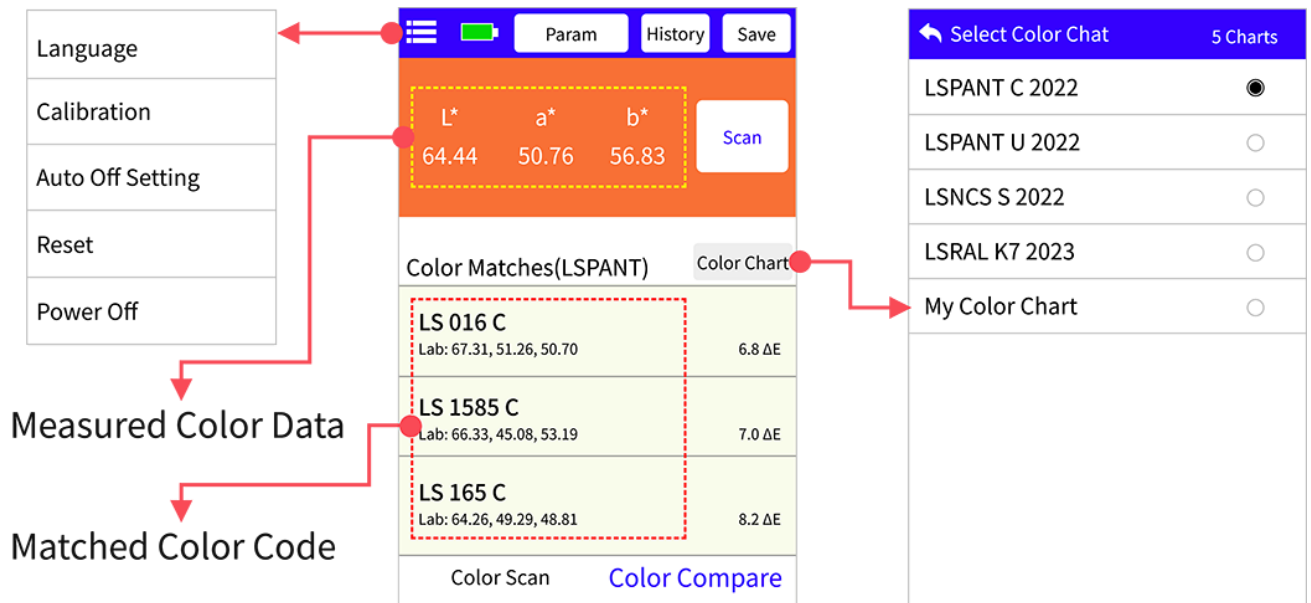 Language
Calibration
Auto Off Setting
Reset
Power Off
Measured Color Data
Matched Color Code
Param History Save
L* a* b*
64.44 50.76 56.83
Scan
Color Matches(LSPANT) Color Chart
LS 016 C
Lab: 67.31, 51.26, 50.70 6.8 ΔE
LS 1585 C
Lab: 66.33, 45.08, 53.19 7.0 ΔE
LS 165 C
Lab: 64.26, 49.29, 48.81 8.2 ΔE
Color Scan Color Compare
Select Color Chat 5 Charts
LSPANT C 2022
LSPANT U 2022
LSNCS S 2022
LSRAL K7 2023
My Color Chart